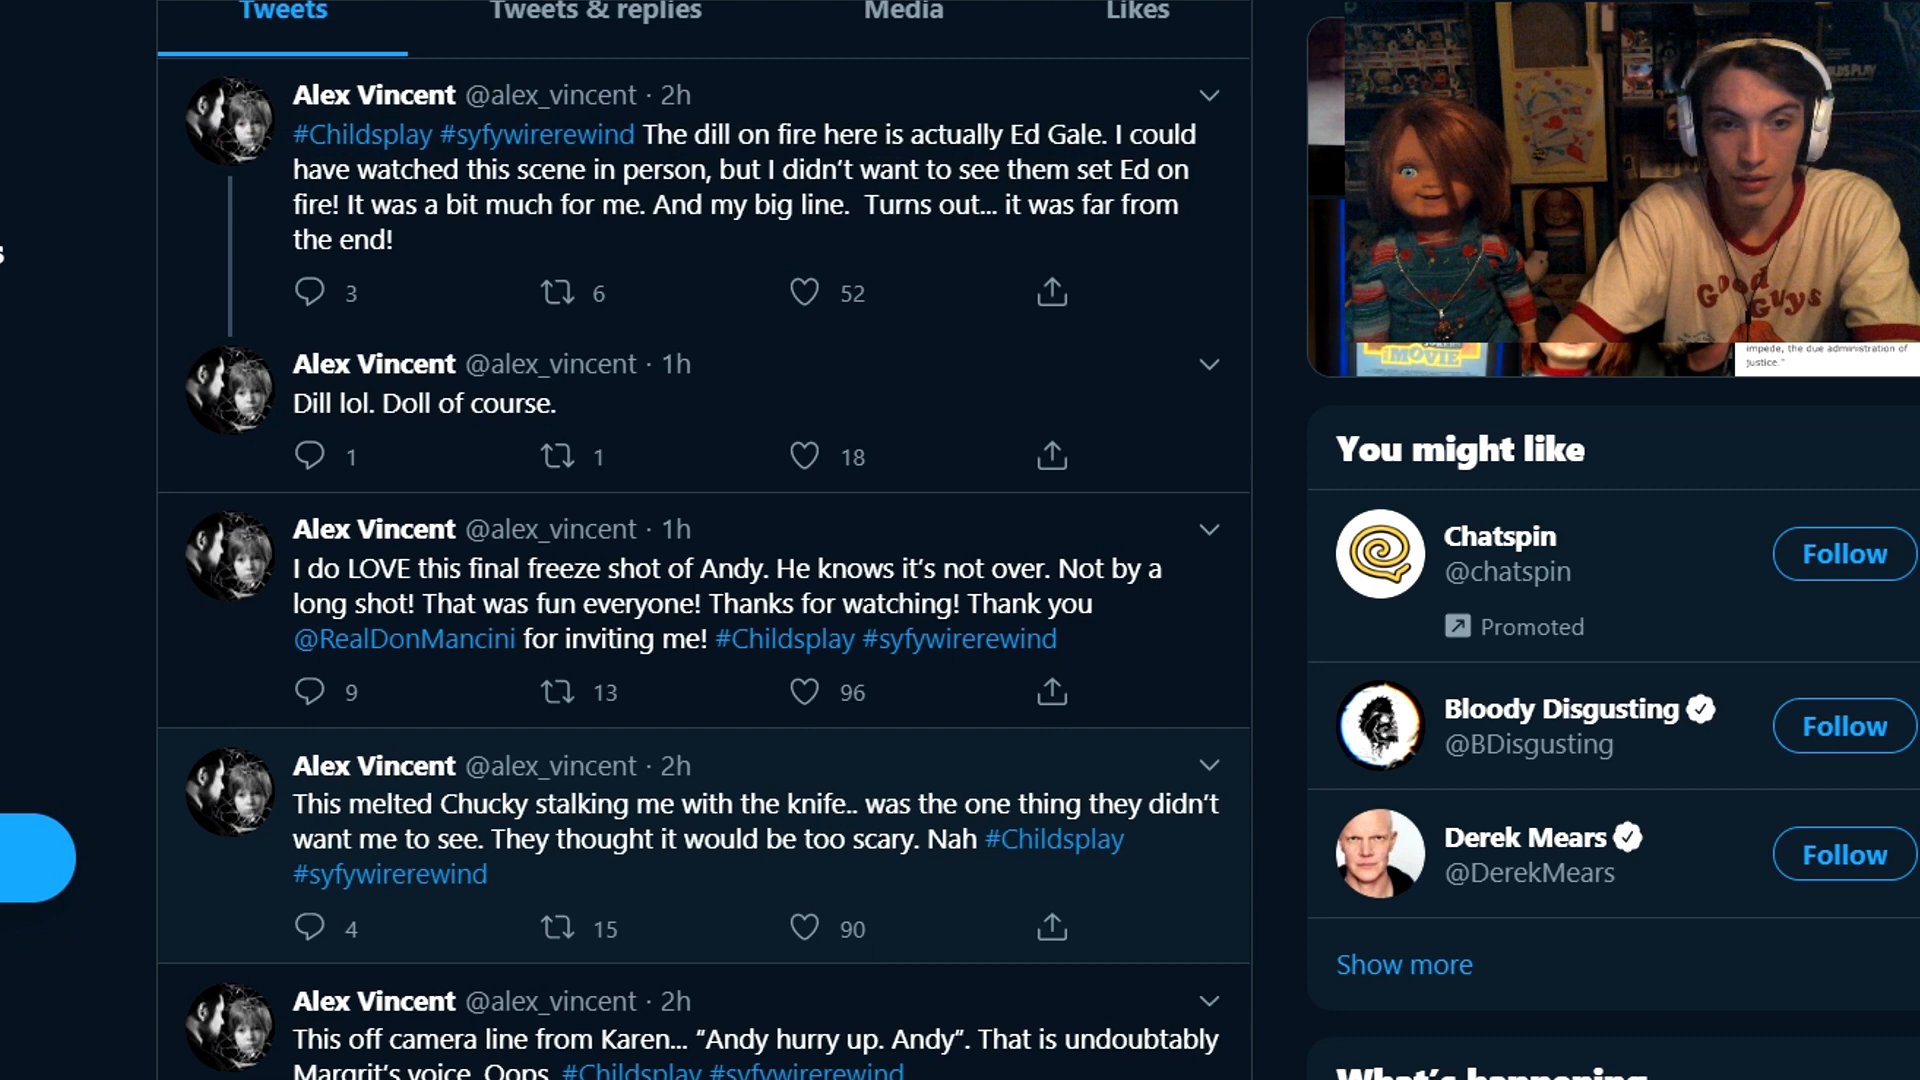 Tweets Tweets & replies Media Likes
Alex Vincent @alex_vincent · 2h
#Childsplay #syfywirerewind The dill on fire here is actually Ed Gale. I could
have watched this scene in person, but I didn’t want to see them set Ed on
fire! It was a bit much for me. And my big line. Turns out... it was far from
the end!
3 6 52
Alex Vincent @alex_vincent · 1h
Dill lol. Doll of course.
1 1 18
Alex Vincent @alex_vincent · 1h
I do LOVE this final freeze shot of Andy. He knows it’s not over. Not by a
long shot! That was fun everyone! Thanks for watching! Thank you
@RealDonMancini for inviting me! #Childsplay #syfywirerewind
9 13 96
Alex Vincent @alex_vincent · 2h
This melted Chucky stalking me with the knife.. was the one thing they didn’t
want me to see. They thought it would be too scary. Nah #Childsplay
#syfywirerewind
4 15 90
Alex Vincent @alex_vincent · 2h
This off camera line from Karen... “Andy hurry up. Andy”. That is undoubtably
Margrit’s voice. Oops. #Childsplay #syfywirerewind
Good
Guys
MOVIE
impede, the due administration of
justice."
You might like
Chatspin
@chatspin
Follow
Promoted
Bloody Disgusting
@BDisgusting
Follow
Derek Mears
@DerekMears
Follow
Show more
What’s happening